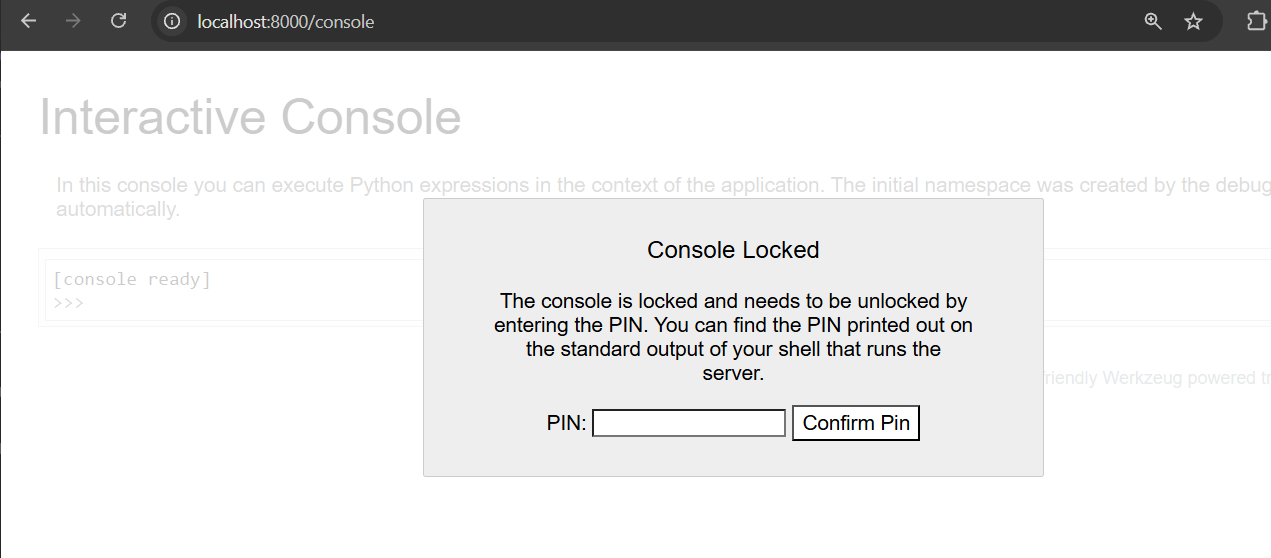 localhost:8000/console
Interactive Console
In this console you can execute Python expressions in the context of the application. The initial namespace was created by the debug
automatically.
Console Locked
[console ready]
>>>
The console is locked and needs to be unlocked by
entering the PIN. You can find the PIN printed out on
the standard output of your shell that runs the
server.
riendly Werkzeug powered tr
PIN:
Confirm Pin